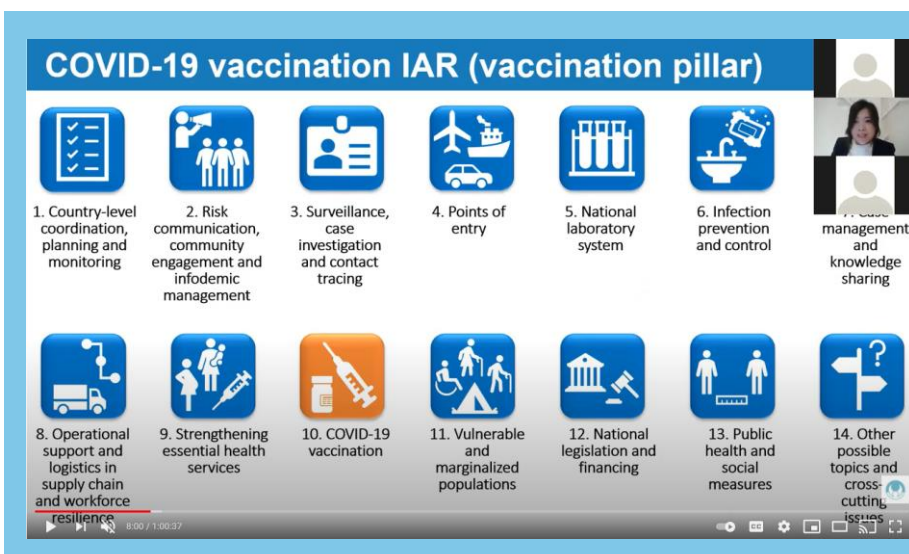 COVID-19 vaccination IAR (vaccination pillar)
1. Country-level
coordination,
planning and
monitoring
2. Risk
communication,
community
engagement and
infodemic
management
3. Surveillance,
case
investigation
and contact
tracing
4. Points of
entry
5. National
laboratory
system
6. Infection
prevention
and control
7. Case
management
and
knowledge
sharing
8. Operational
support and
logistics in
supply chain
and workforce
resilience
9. Strengthening
essential health
services
10. COVID-19
vaccination
11. Vulnerable
and
marginalized
populations
12. National
legislation and
financing
13. Public
health and
social
measures
14. Other
possible
topics and
cross-
cutting
issues
8:00 / 1:00:37
CC